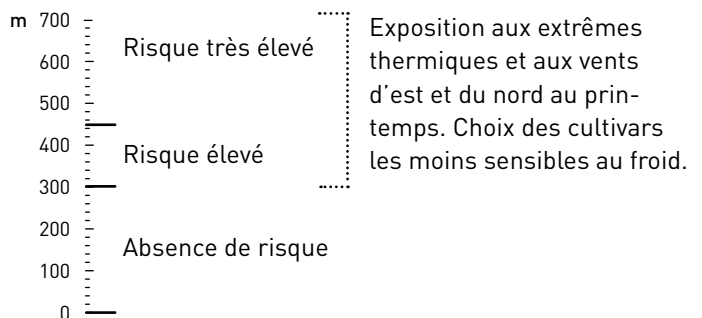 m 700
600
500
400
300
200
100
0
Risque très élevé
Risque élevé
Absence de risque
Exposition aux extrêmes
thermiques et aux vents
d'est et du nord au prin-
temps. Choix des cultivars
les moins sensibles au froid.